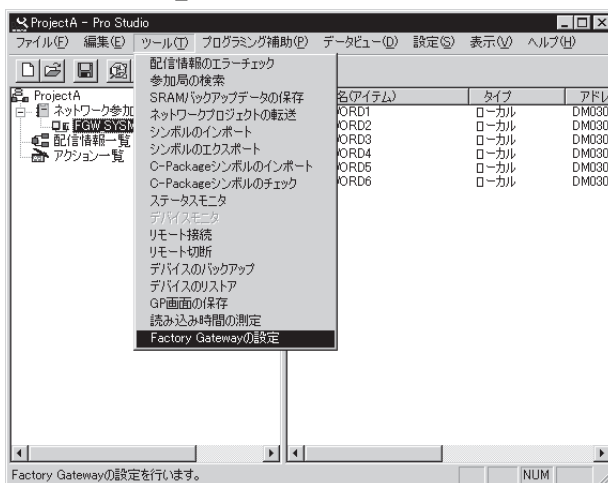 ProjectA - Pro Studio
ファイル(F) 編集(E) ツール(T) プログラミング補助(P) データビュー(D) 設定(S) 表示(V) ヘルプ(H)
配信情報のエラーチェック
参加局の検索
SRAMバックアップデータの保存
ネットワークプロジェクトの転送
シンボルのインポート
シンボルのエクスポート
C-Packageシンボルのインポート
C-Packageシンボルのチェック
ステータスモニタ
デバイスモニタ
リモート接続
リモート切断
デバイスのバックアップ
デバイスのリストア
GP画面の保存
読み込み時間の測定
Factory Gatewayの設定
ProjectA
ネットワーク参加
FGW SYSM
配信情報一覧
アクション一覧
名(アイテム) タイプ アドレ
WORD1 ローカル DM030
WORD2 ローカル DM030
WORD3 ローカル DM030
WORD4 ローカル DM030
WORD5 ローカル DM030
WORD6 ローカル DM030
Factory Gatewayの設定を行います。 NUM